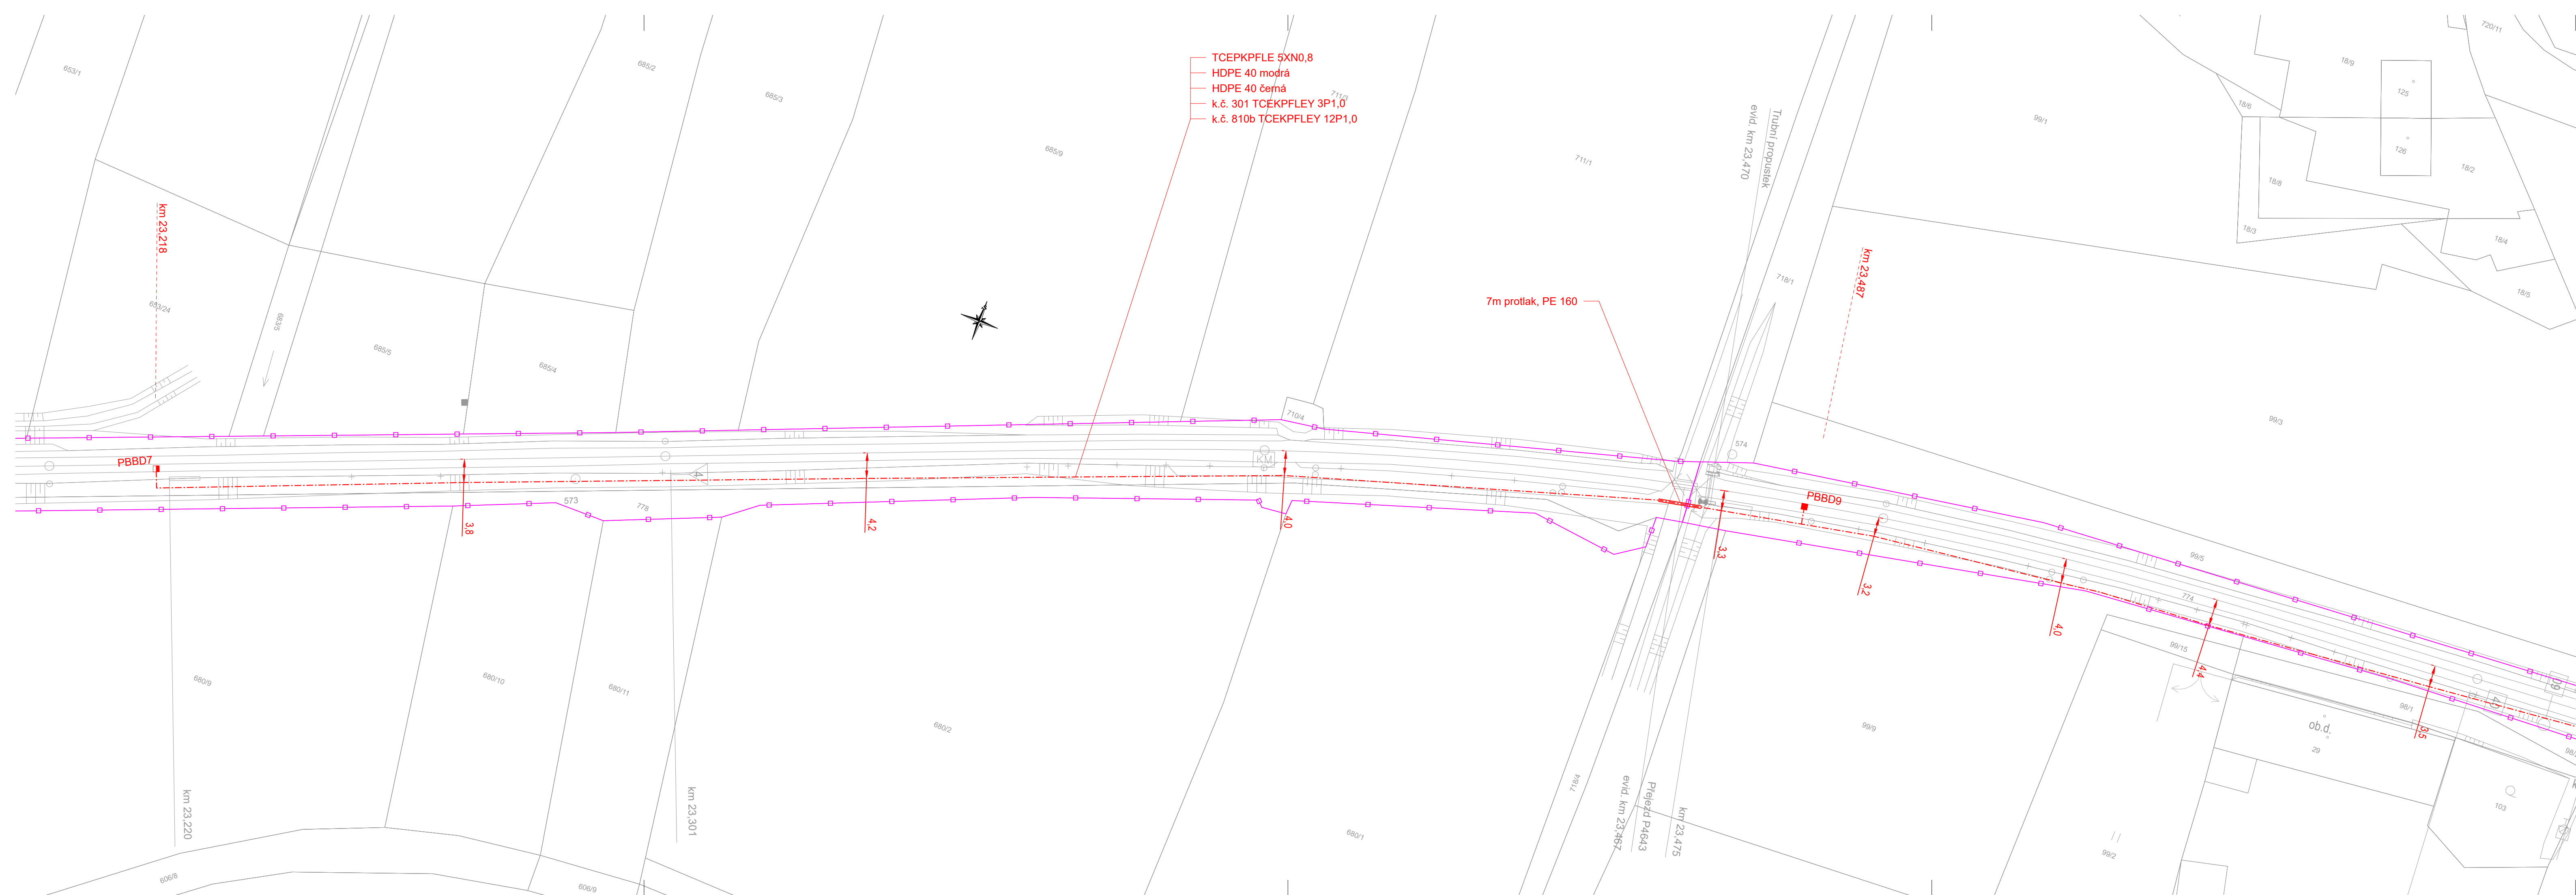 TCEPKPFLE 5XN0,8
HDPE 40 modrá
HDPE 40 černá
k.č. 301 TCEKPFLEY 3P1,0
k.č. 810b TCEKPFLEY 12P1,0
653/1
685/2
685/3
711/3
685/9
711/1
Trubní propustek
evid. km 23,470
99/1
720/11
18/9
18/6
125
126
18/2
18/8
18/3
18/4
18/5
km 23,218
653/24
683/5
685/5
685/4
7m protlak, PE 160
718/1
km 23,487
99/3
710/4
574
PBBD7
KM
PBBD9
573
778
3,8
4,2
4,0
3,3
3,2
4,0
4,4
3,5
99/5
774
99/15
98/1
ob.d.
29
103
680/9
680/10
680/11
680/2
680/1
99/9
99/2
718/4
km 23,220
km 23,301
evid. km 23,467
Přejezd P4643
km 23,475
606/8
606/9